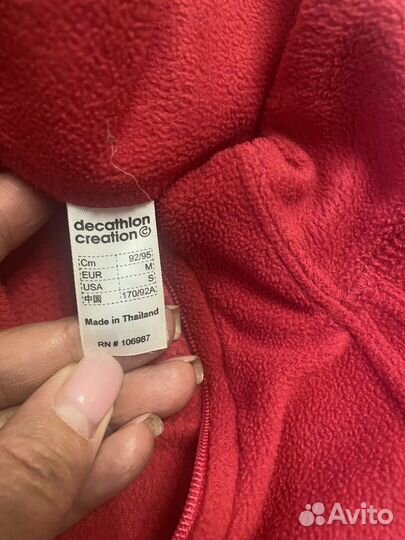 decathlon
creation©
Cm 92/95
EUR M
USA S
中国 170/92A
Made in Thailand
RN # 106987
Avito